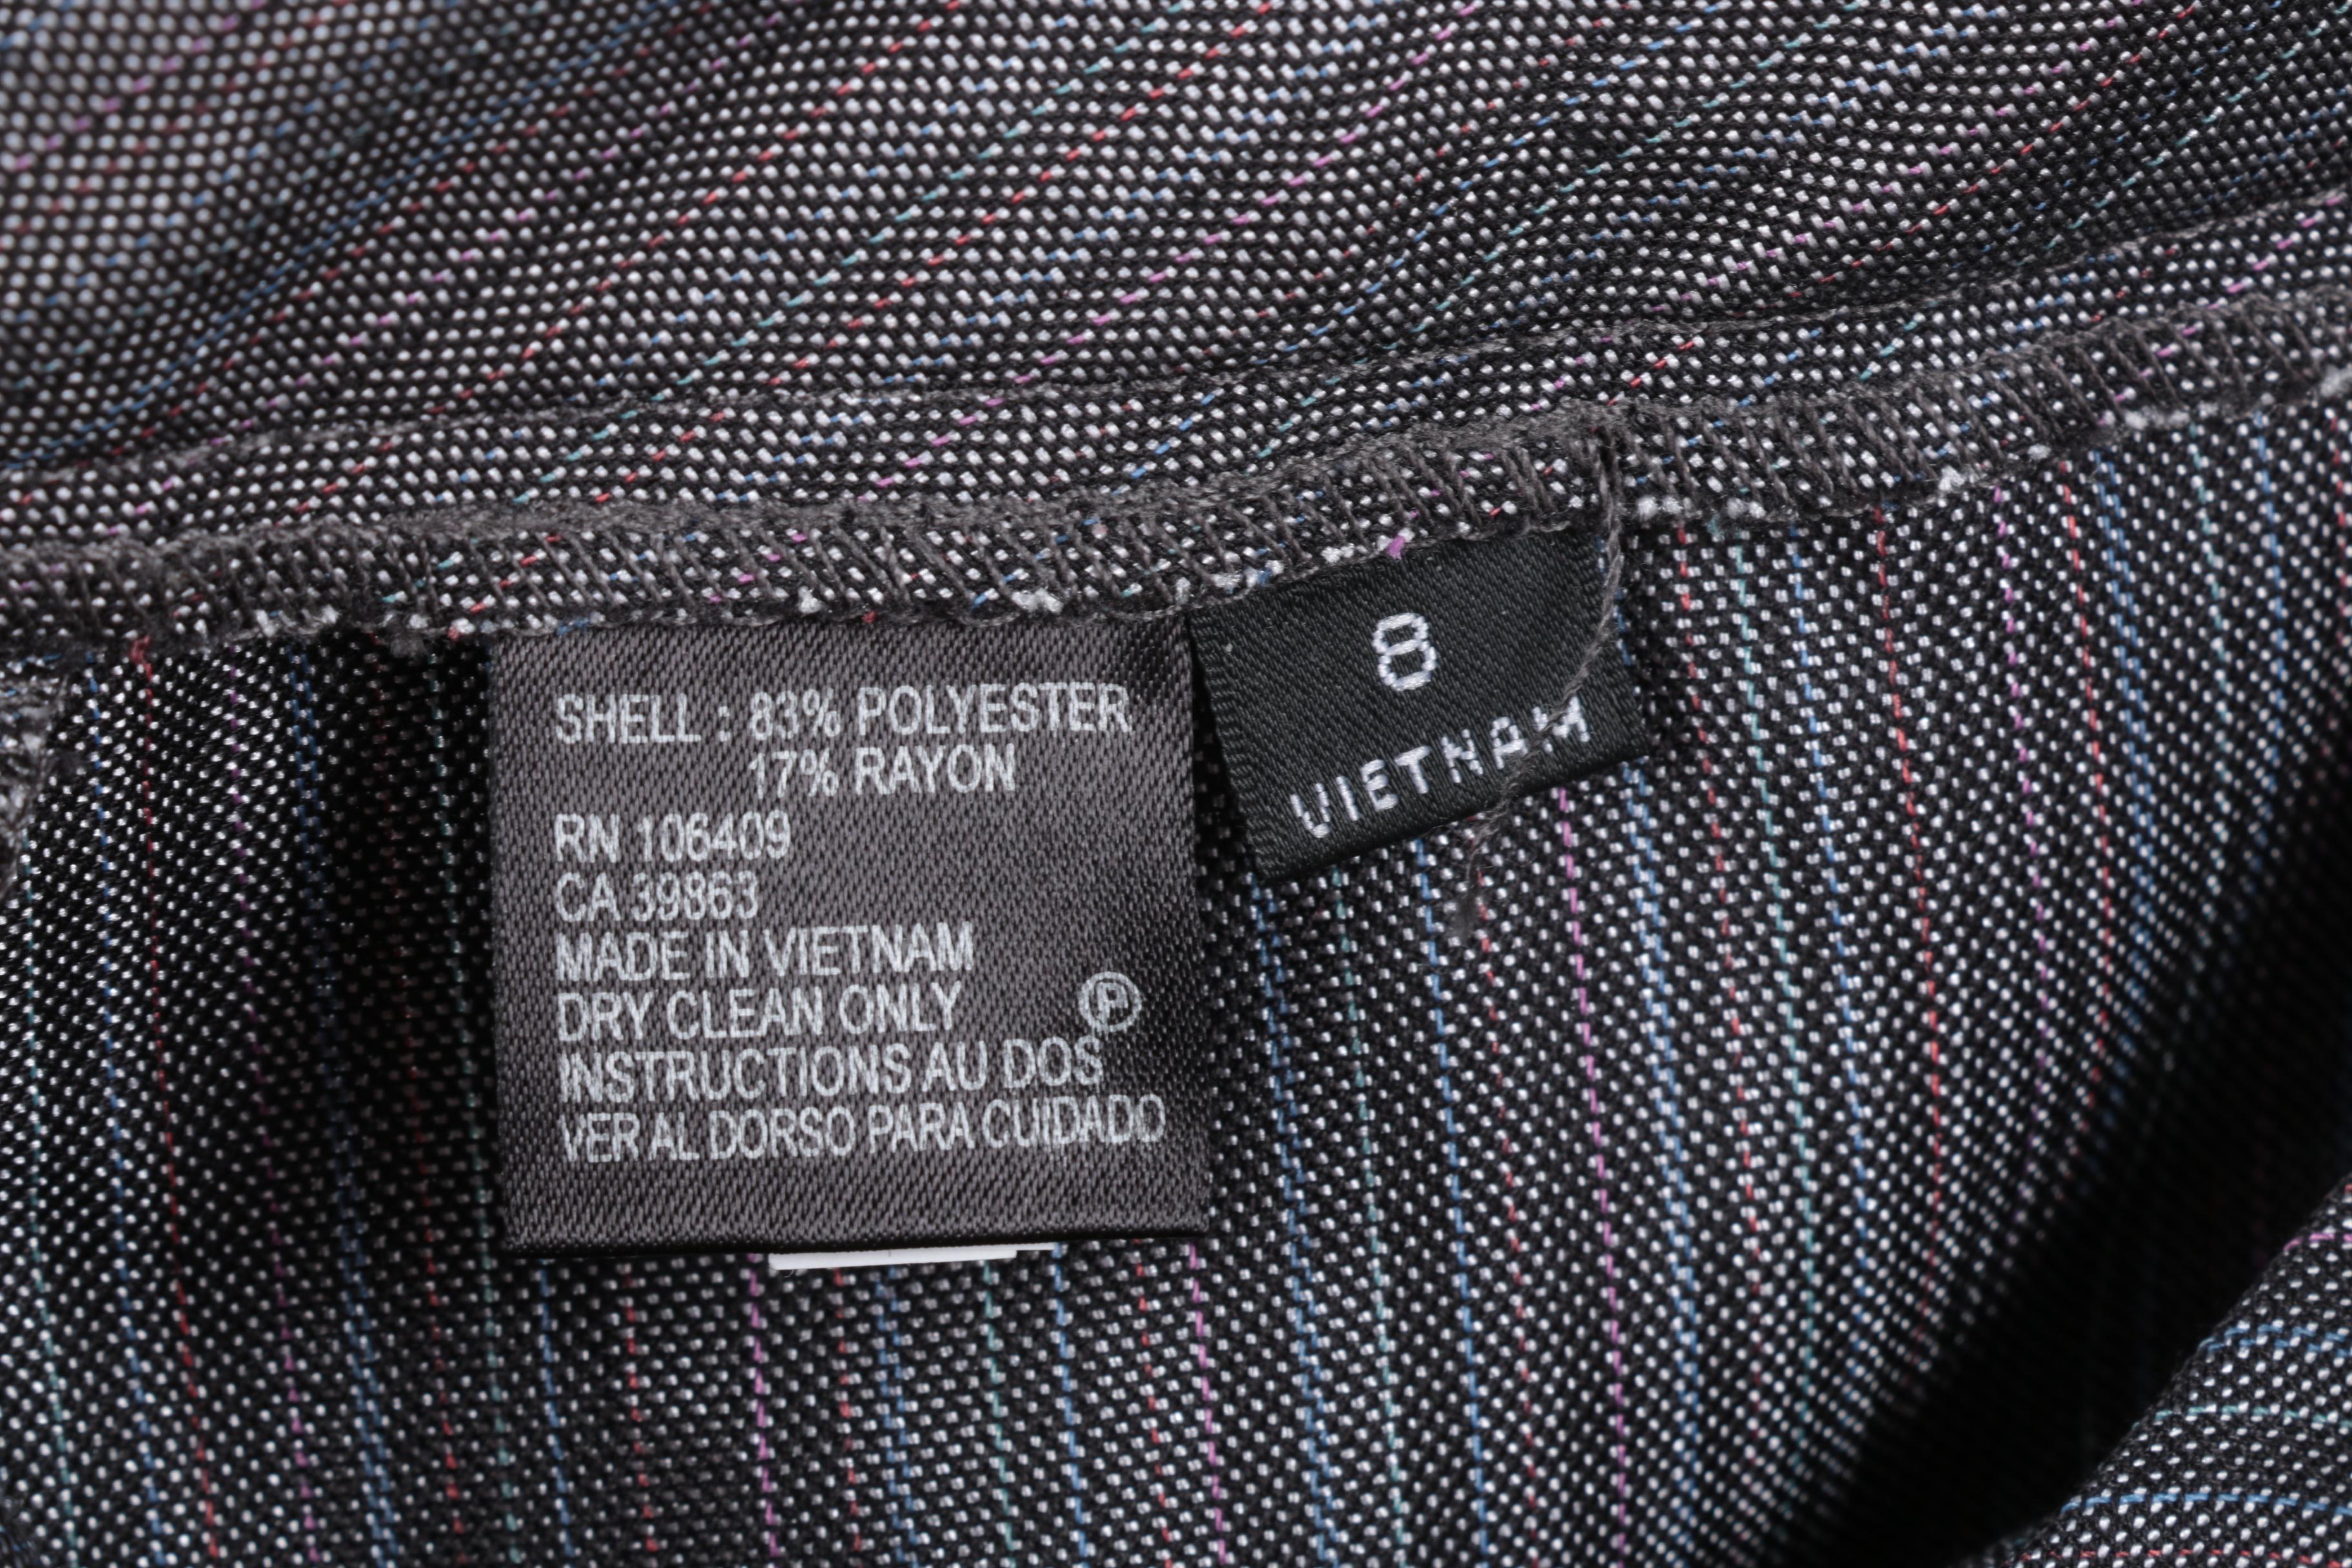 SHELL : 83% POLYESTER
17% RAYON
RN 106409
CA 39863
MADE IN VIETNAM
DRY CLEAN ONLY Ⓟ
INSTRUCTIONS AU DOS
VER AL DORSO PARA CUIDADO
8
VIETNAM